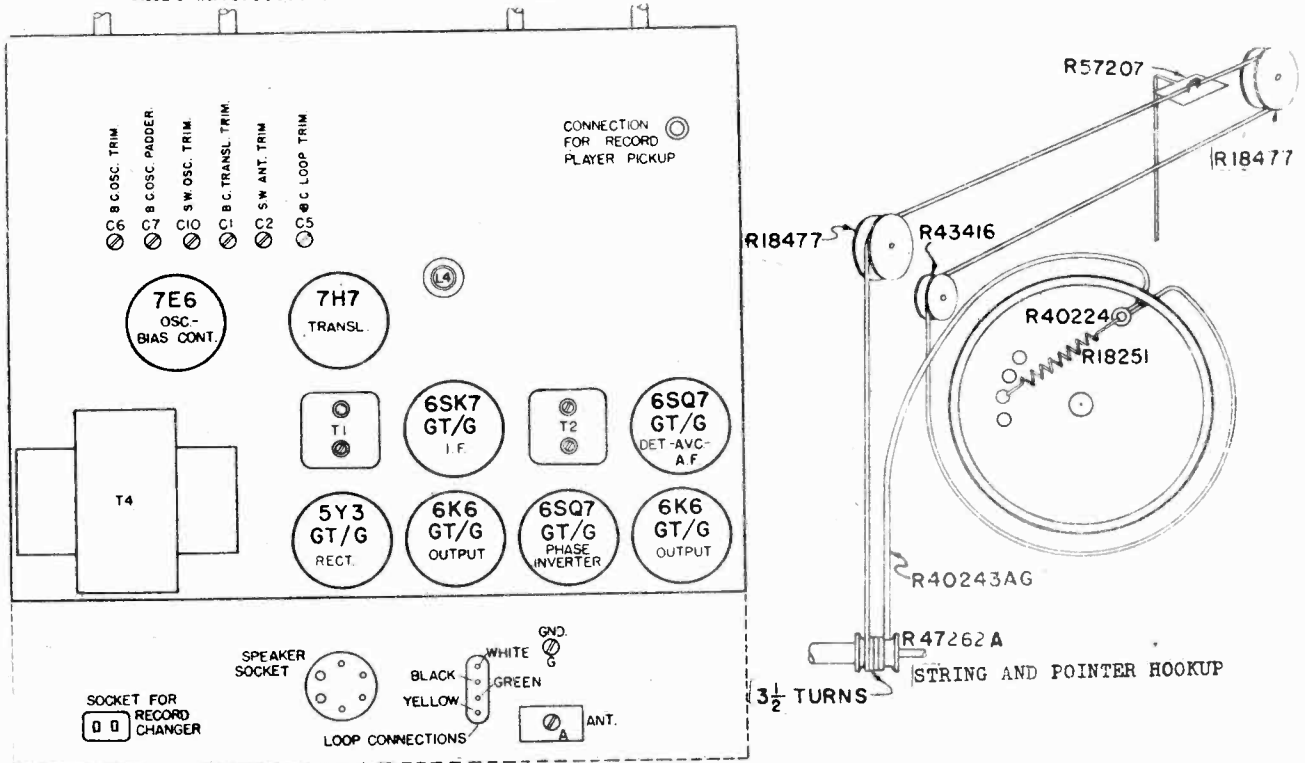 CONNECTION
FOR RECORD
PLAYER PICKUP
C6 B.C. OSC. TRIM.
C7 B.C. OSC. PADDER.
C10 S.W. OSC. TRIM.
C1 B.C. TRANSL. TRIM.
C2 S.W. ANT. TRIM
C5 B.C. LOOP TRIM.
L4
7E6
OSC.-
BIAS CONT.
7H7
TRANSL.
T1
6SK7
GT/G
I.F.
T2
6SQ7
GT/G
DET-AVC-
A.F.
T4
5Y3
GT/G
RECT.
6K6
GT/G
OUTPUT
6SQ7
GT/G
PHASE
INVERTER
6K6
GT/G
OUTPUT
SPEAKER
SOCKET
SOCKET FOR
RECORD
CHANGER
WHITE
BLACK
GREEN
YELLOW
LOOP CONNECTIONS
GND.
G
A
ANT.
R57207
R18477
R18477
R43416
R40224
R18251
R40243AG
R47262A
STRING AND POINTER HOOKUP
3½ TURNS